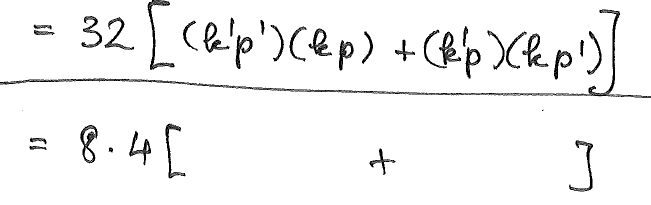 = 32 [ (k'p')(kp) + (k'p)(kp') ]
= 8.4 [ + ]